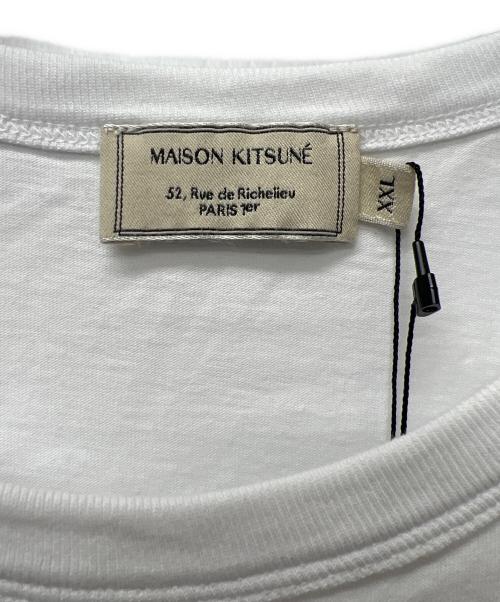 MAISON KITSUNÉ
52, Rue de Richelieu
PARIS 1er
XXL